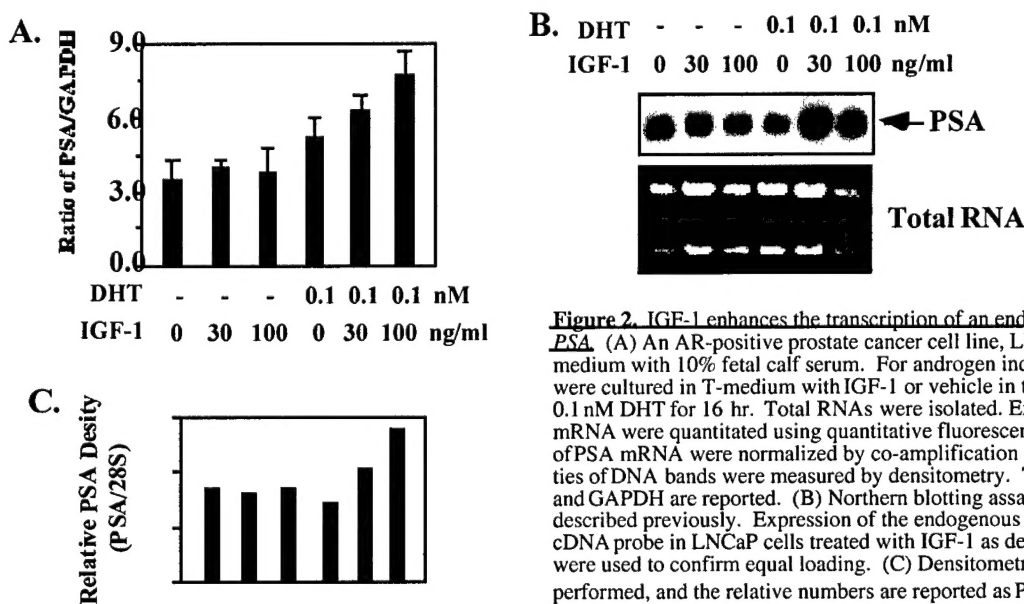 A.
Ratio of PSA/GAPDH
9.0
6.0
3.0
0.0
DHT - - - 0.1 0.1 0.1 nM
IGF-1 0 30 100 0 30 100 ng/ml
B.
DHT - - - 0.1 0.1 0.1 nM
IGF-1 0 30 100 0 30 100 ng/ml
PSA
Total RNA
C.
Relative PSA Desity
(PSA/28S)
Figure 2. IGF-1 enhances the transcription of an end
PSA. (A) An AR-positive prostate cancer cell line, L
medium with 10% fetal calf serum. For androgen ind
were cultured in T-medium with IGF-1 or vehicle in t
0.1 nM DHT for 16 hr. Total RNAs were isolated. E
mRNA were quantitated using quantitative fluorescen
of PSA mRNA were normalized by co-amplification
ties of DNA bands were measured by densitometry.
and GAPDH are reported. (B) Northern blotting assa
described previously. Expression of the endogenous
cDNA probe in LNCaP cells treated with IGF-1 as de
were used to confirm equal loading. (C) Densitometr
performed, and the relative numbers are reported as P